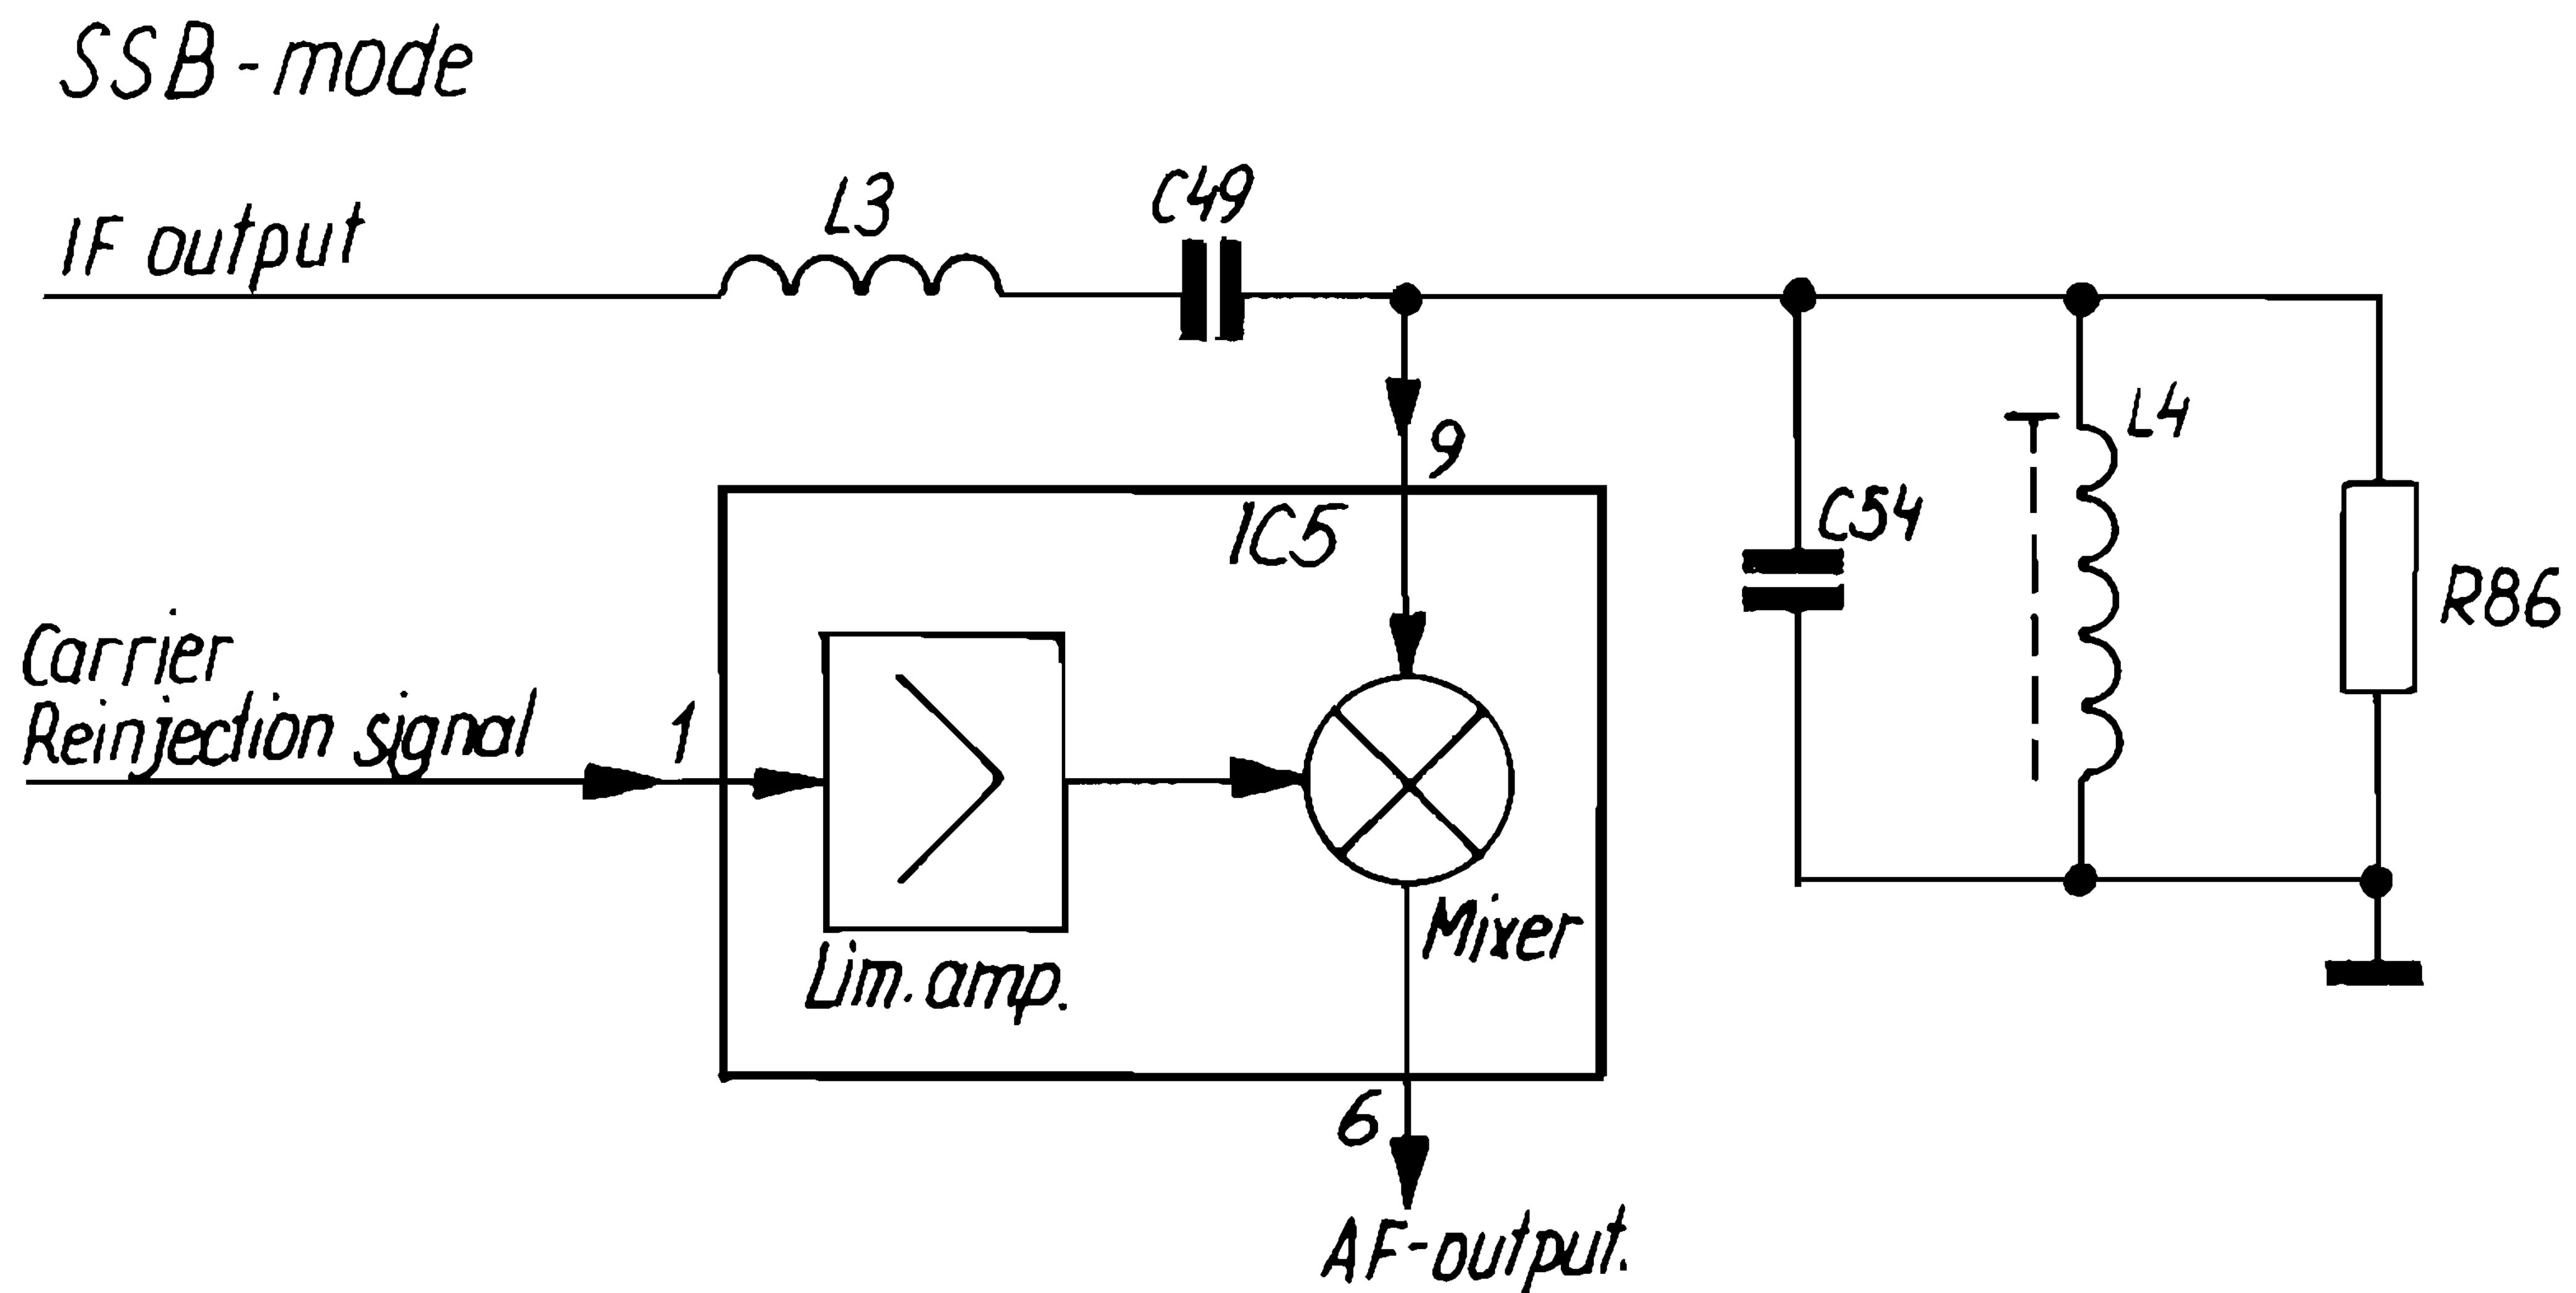 SSB-mode
IF output
L3
C49
9
IC5
L4
C54
R86
Carrier
Reinjection signal
1
Lim. amp.
Mixer
6
AF-output.